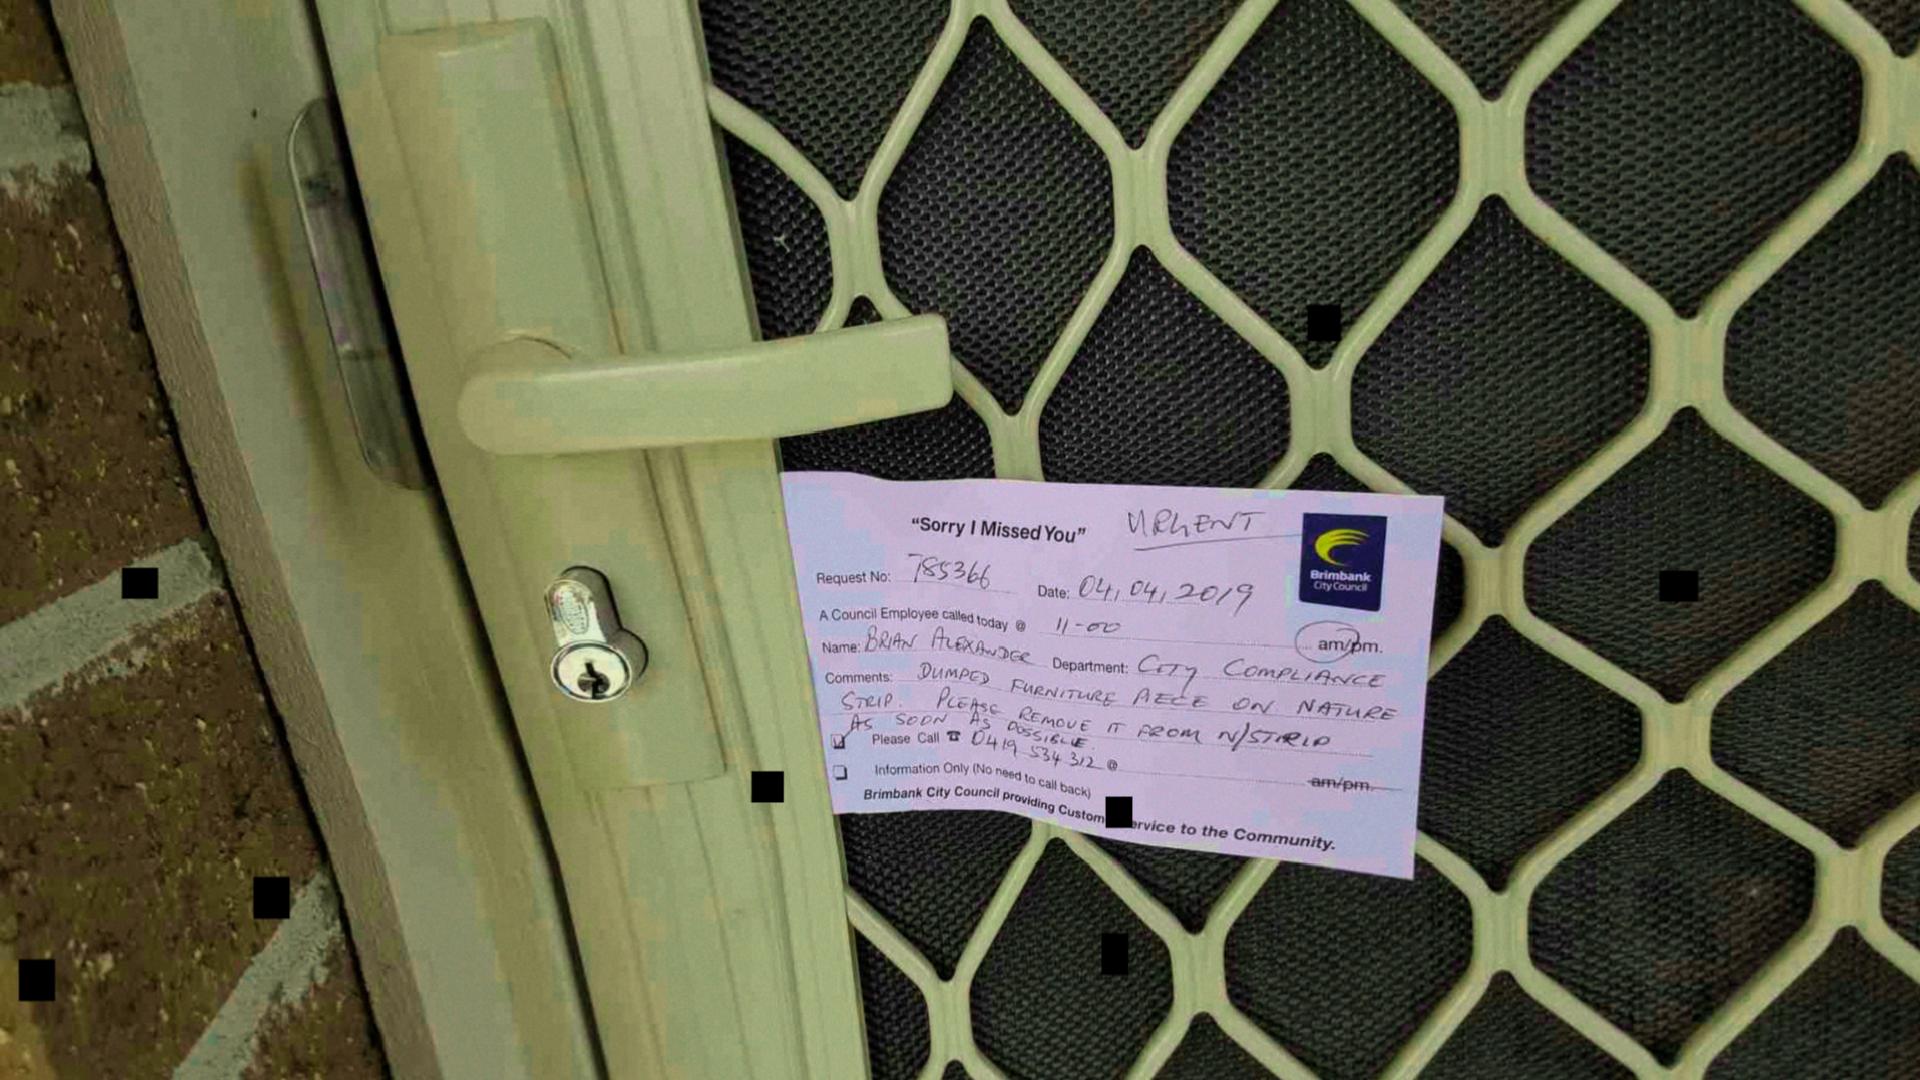 "Sorry I Missed You" URGENT
Brimbank
City Council
Request No: 785366 Date: 04,04,2019
A Council Employee called today @ 11-00 am/pm.
Name: BRIAN ALEXANDER Department: CITY COMPLIANCE
Comments: DUMPED FURNITURE PIECE ON NATURE
STRIP. PLEASE REMOVE IT FROM N/STRIP
AS SOON AS POSSIBLE.
Please Call ☎ 0419 534 312 @ am/pm.
Information Only (No need to call back)
Brimbank City Council providing Custom ervice to the Community.